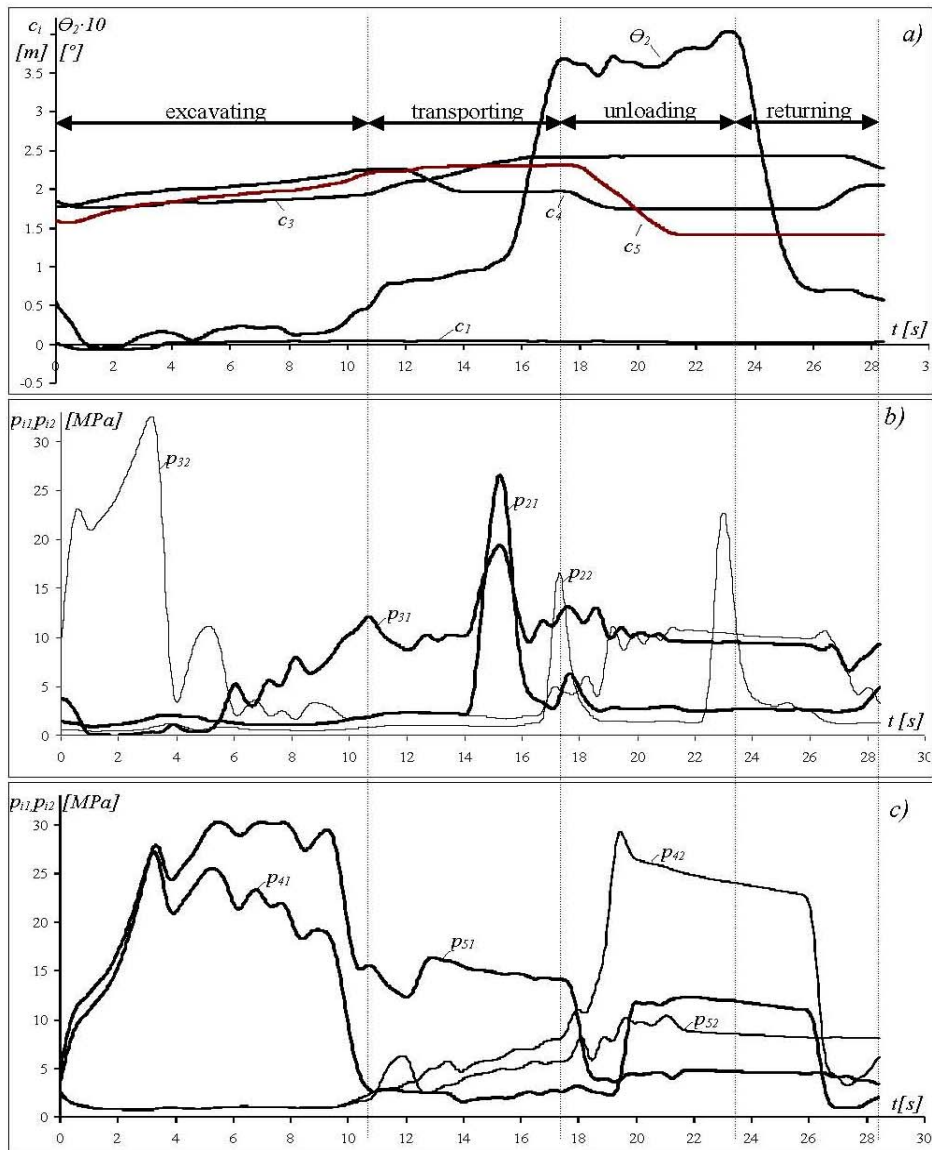 c_i Θ_2·10 a)
[m] [°]
Θ_2
3.5
3
excavating transporting unloading returning
2.5
2
c_3 c_4 c_5
1.5
1
0.5
c_1 t [s]
0
0 2 4 6 8 10 12 14 16 18 20 22 24 26 28 3
-0.5
p_i1,p_i2 [MPa] b)
30
p_32
25
p_21
20
15
p_22
p_31
10
5
t [s]
0
0 2 4 6 8 10 12 14 16 18 20 22 24 26 28 30
p_i1,p_i2 [MPa] c)
30
p_42
25
p_41
20
p_51
15
10
p_52
5
t[s]
0
0 2 4 6 8 10 12 14 16 18 20 22 24 26 28 30